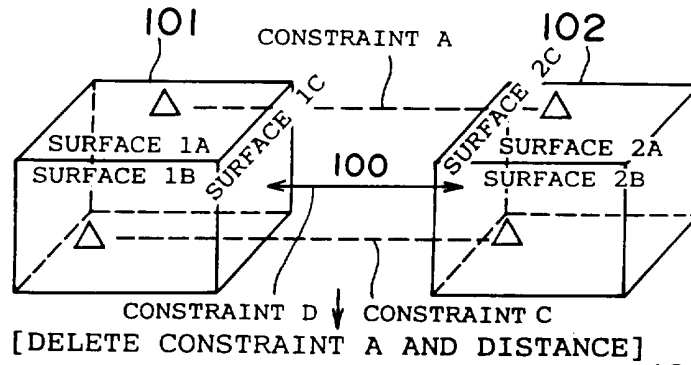 101
CONSTRAINT A
102
SURFACE 1C
SURFACE 2C
SURFACE 1A
SURFACE 2A
SURFACE 1B
100
SURFACE 2B
CONSTRAINT D
CONSTRAINT C
[DELETE CONSTRAINT A AND DISTANCE]